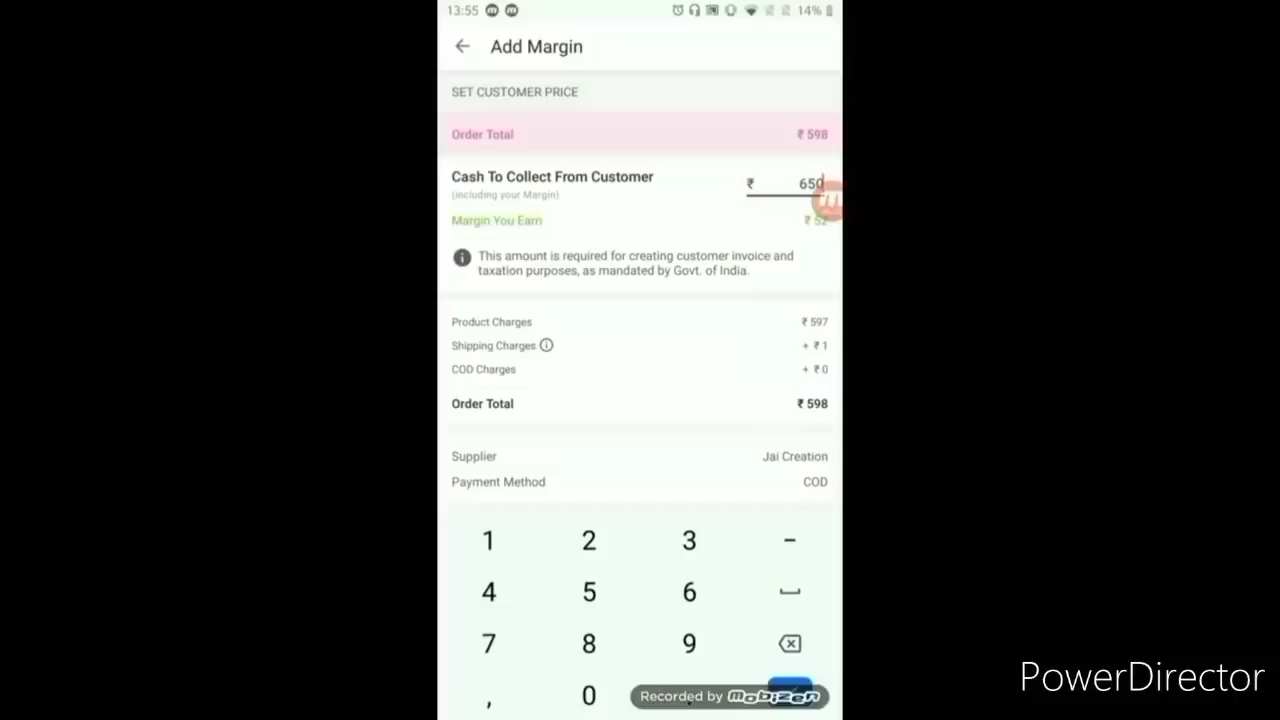 13:55 14%
Add Margin
SET CUSTOMER PRICE
Order Total ₹ 598
Cash To Collect From Customer ₹ 650
(including your Margin)
Margin You Earn ₹ 52
This amount is required for creating customer invoice and
taxation purposes, as mandated by Govt. of India.
Product Charges ₹ 597
Shipping Charges + ₹ 1
COD Charges + ₹ 0
Order Total ₹ 598
Supplier Jai Creation
Payment Method COD
1 2 3 -
4 5 6
7 8 9
, 0 .
Recorded by mobizen
PowerDirector